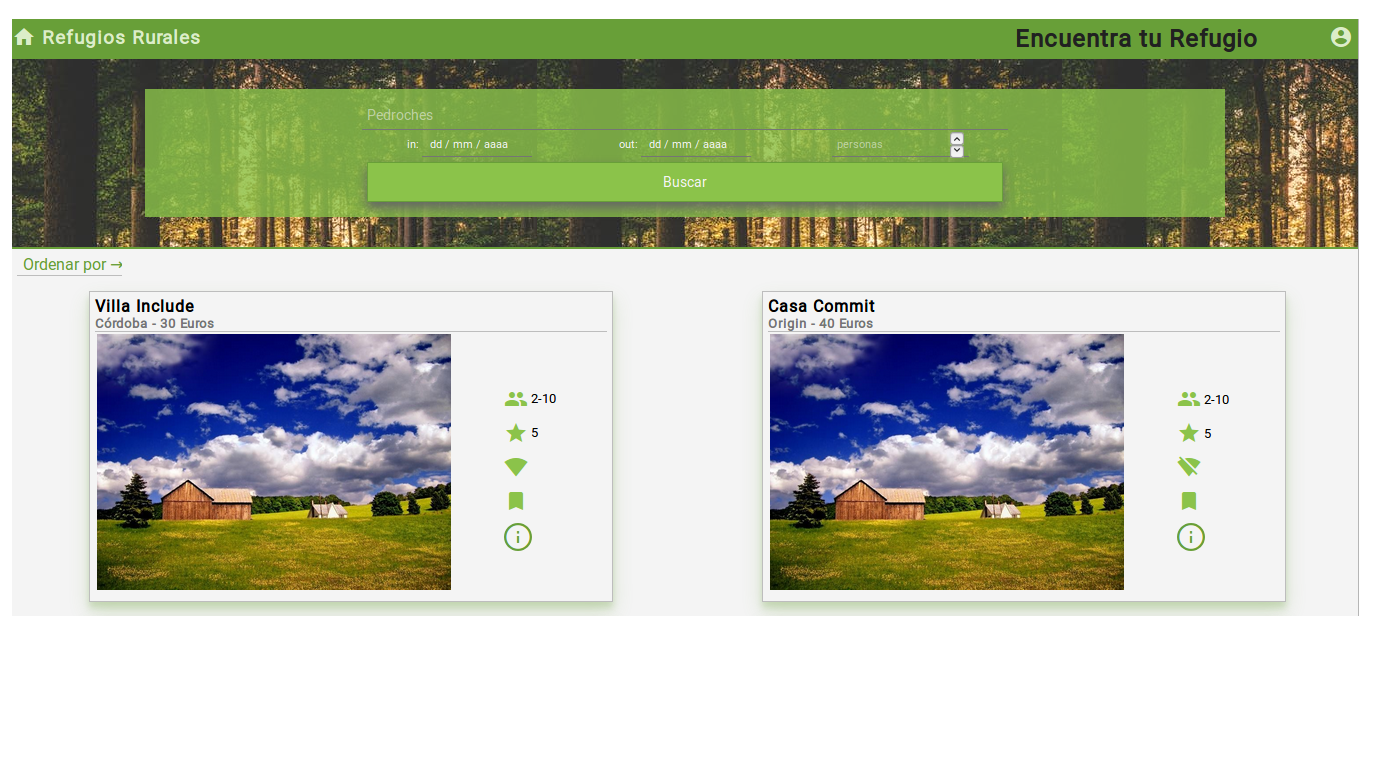 Refugios Rurales
Encuentra tu Refugio
Pedroches
in: dd / mm / aaaa out: dd / mm / aaaa personas
Buscar
Ordenar por →
Villa Include
Córdoba - 30 Euros
2-10
5
Casa Commit
Origin - 40 Euros
2-10
5